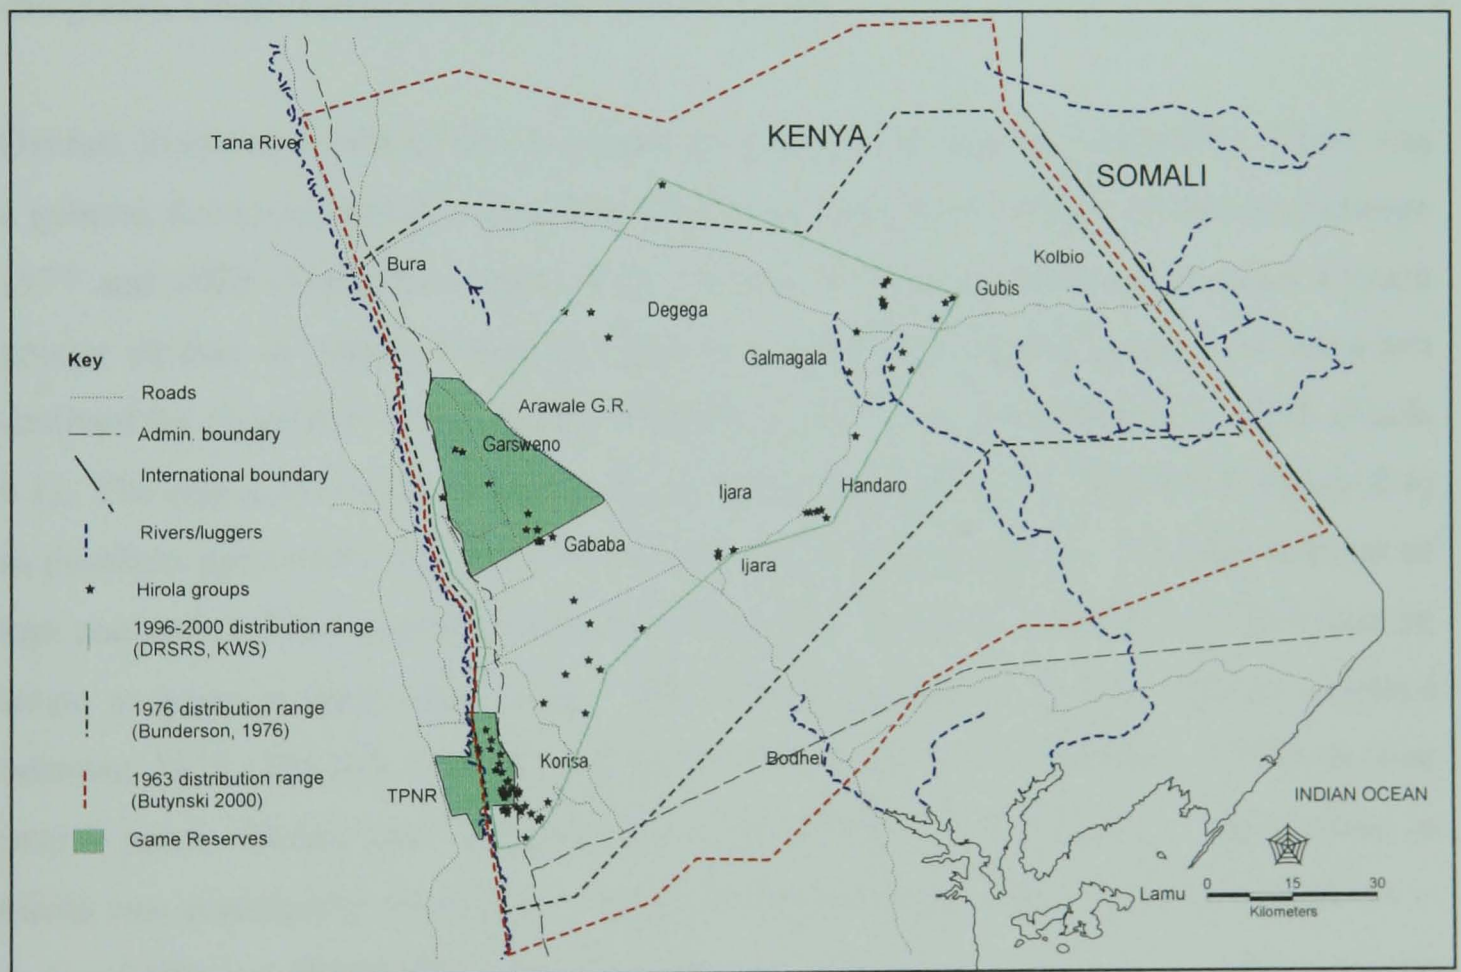 KENYA
SOMALI
Tana River
Bura
Kolbio
Gubis
Degega
Galmagala
Key
Roads
Admin. boundary
International boundary
Rivers/luggers
Hirola groups
1996-2000 distribution range
(DRSRS, KWS)
1976 distribution range
(Bunderson, 1976)
1963 distribution range
(Butynski 2000)
Game Reserves
Arawale G.R.
Garsweno
Ijara
Handaro
Gababa
Ijara
Korisa
Bodhei
TPNR
INDIAN OCEAN
Lamu
0 15 30
Kilometers